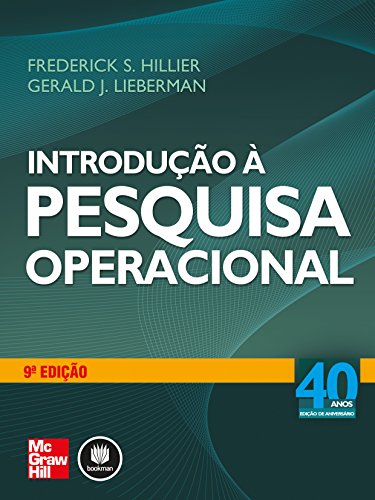 FREDERICK S. HILLIER
GERALD J. LIEBERMAN
INTRODUÇÃO À
PESQUISA
OPERACIONAL
9ª EDIÇÃO
40
ANOS
EDIÇÃO DE ANIVERSÁRIO
Mc
Graw
Hill
bookman